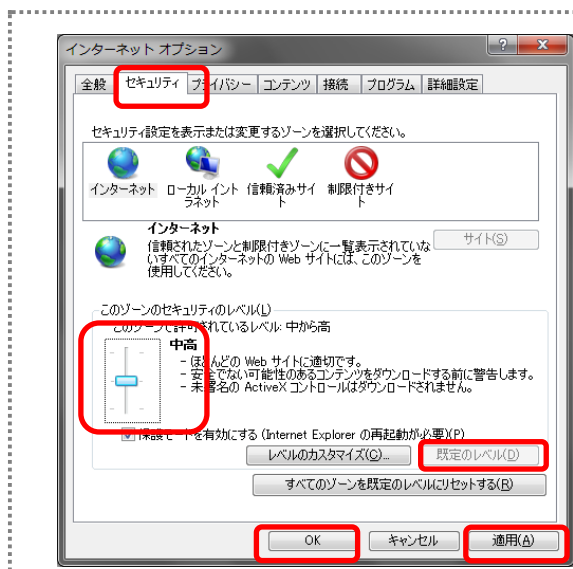 インターネット オプション
全般 セキュリティ プライバシー コンテンツ 接続 プログラム 詳細設定
セキュリティ設定を表示または変更するゾーンを選択してください。
インターネット ローカル イントラネット 信頼済みサイト 制限付きサイト
インターネット
サイト(S)
信頼されたゾーンと制限付きゾーンに一覧表示されていな
いすべてのインターネットの Web サイトには、このゾーンを
使用してください。
このゾーンのセキュリティのレベル(L)
このゾーンで許可されているレベル: 中から高
中高
- ほとんどの Web サイトに適切です。
- 安全でない可能性のあるコンテンツをダウンロードする前に警告します。
- 未署名の ActiveX コントロールはダウンロードされません。
保護モードを有効にする (Internet Explorer の再起動が必要)(P)
レベルのカスタマイズ(C)... 既定のレベル(D)
すべてのゾーンを既定のレベルにリセットする(R)
OK キャンセル 適用(A)